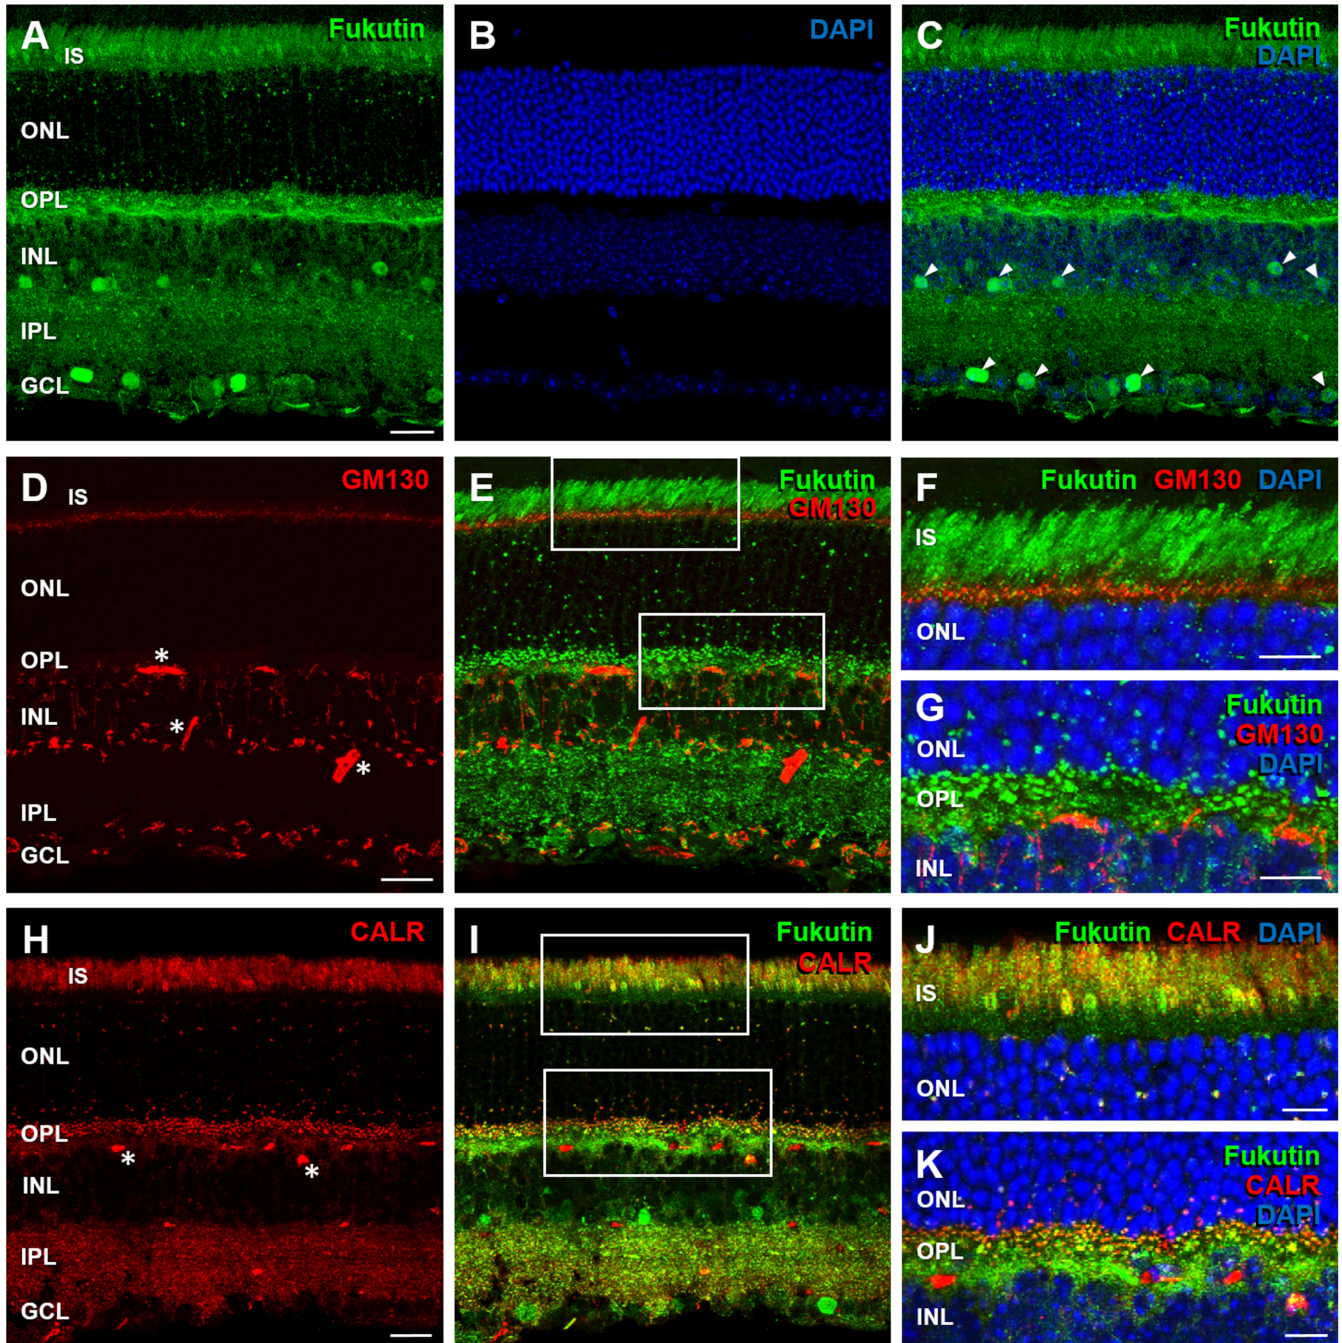 A
Fukutin
IS
ONL
OPL
INL
IPL
GCL
B
DAPI
C
Fukutin
DAPI
D
GM130
IS
ONL
OPL
*
INL
*
*
IPL
GCL
E
Fukutin
GM130
F
Fukutin GM130 DAPI
IS
ONL
G
Fukutin
GM130
DAPI
ONL
OPL
INL
H
CALR
IS
ONL
OPL
*
*
INL
IPL
GCL
I
Fukutin
CALR
J
Fukutin CALR DAPI
IS
ONL
K
Fukutin
CALR
DAPI
ONL
OPL
INL